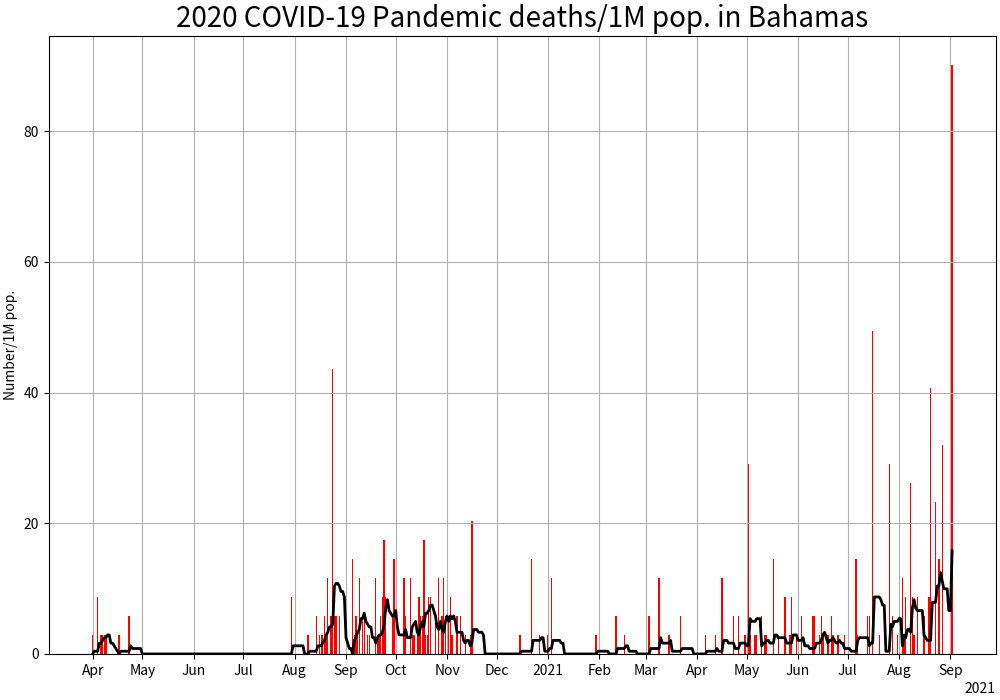 2020 COVID-19 Pandemic deaths/1M pop. in Bahamas
Number/1M pop.
80
60
40
20
0
Apr May Jun Jul Aug Sep Oct Nov Dec 2021 Feb Mar Apr May Jun Jul Aug Sep
2021